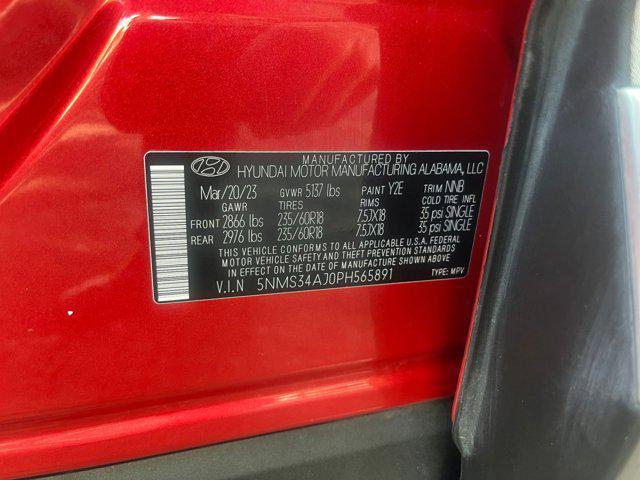 MANUFACTURED BY
HYUNDAI MOTOR MANUFACTURING ALABAMA, LLC
Mar/20/23 GVWR 5137 lbs PAINT Y2E TRIM NNB
GAWR TIRES RIMS COLD TIRE INFL
FRONT 2866 lbs 235/60R18 7.5JX18 35 psi SINGLE
REAR 2976 lbs 235/60R18 7.5JX18 35 psi SINGLE
THIS VEHICLE CONFORMS TO ALL APPLICABLE U.S.A. FEDERAL
MOTOR VEHICLE SAFETY AND THEFT PREVENTION STANDARDS
IN EFFECT ON THE DATE OF MANUFACTURE SHOWN ABOVE.
V.I.N 5NMS34AJ0PH565891 TYPE: MPV